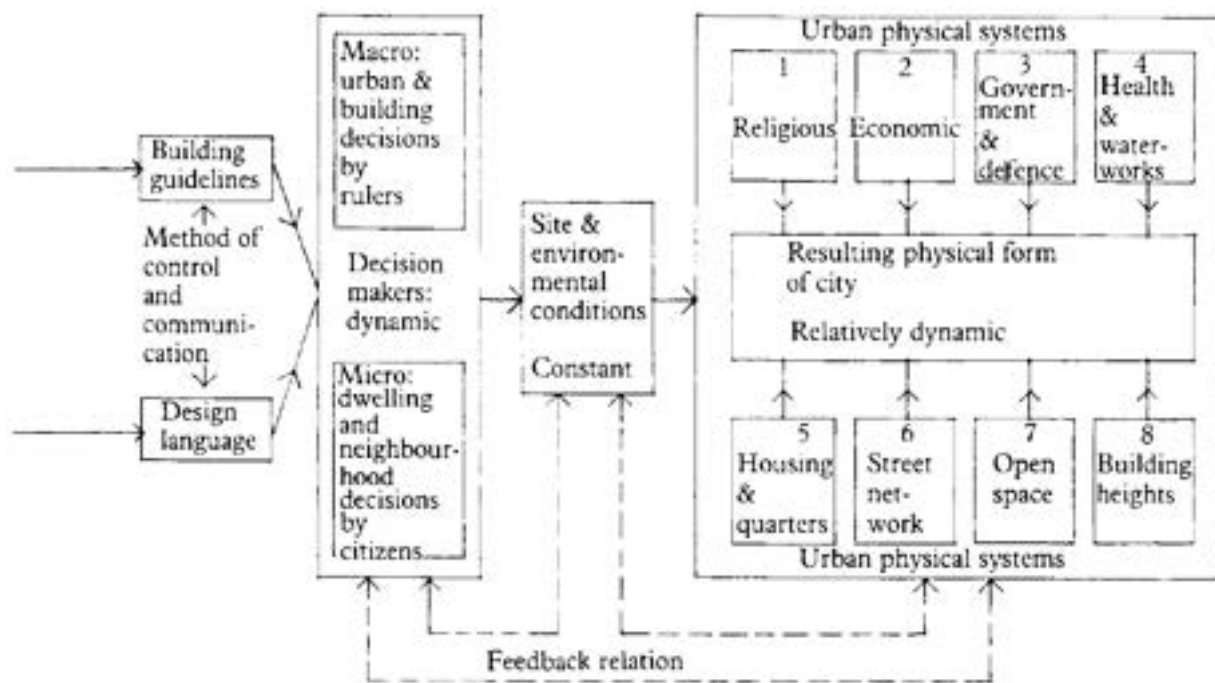 Building
guidelines
Method of
control
and
communi-
cation
Design
language
Macro:
urban &
building
decisions
by
rulers
Decision
makers:
dynamic
Micro:
dwelling
and
neighbour-
hood
decisions
by
citizens
Site &
environ-
mental
conditions
Constant
Urban physical systems
1
Religious
2
Economic
3
Govern-
ment
&
defence
4
Health
&
water-
works
Resulting physical form
of city
Relatively dynamic
5
Housing
&
quarters
6
Street
net-
work
7
Open
space
8
Building
heights
Urban physical systems
Feedback relation